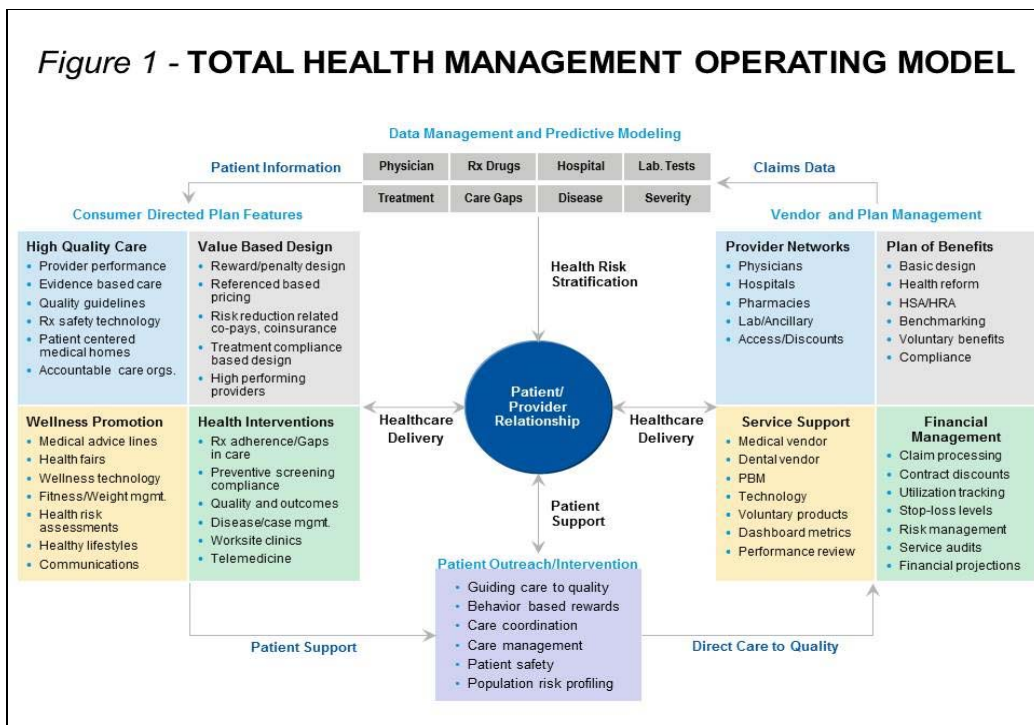 Figure 1 - TOTAL HEALTH MANAGEMENT OPERATING MODEL
Data Management and Predictive Modeling
Patient Information
Physician
Rx Drugs
Hospital
Lab. Tests
Claims Data
Treatment
Care Gaps
Disease
Severity
Consumer Directed Plan Features
High Quality Care
• Provider performance
• Evidence based care
• Quality guidelines
• Rx safety technology
• Patient centered
medical homes
• Accountable care orgs.
Value Based Design
• Reward/penalty design
• Referenced based
pricing
• Risk reduction related
co-pays, coinsurance
• Treatment compliance
based design
• High performing
providers
Wellness Promotion
• Medical advice lines
• Health fairs
• Wellness technology
• Fitness/Weight mgmt.
• Health risk
assessments
• Healthy lifestyles
• Communications
Health Interventions
• Rx adherence/Gaps
in care
• Preventive screening
compliance
• Quality and outcomes
• Disease/case mgmt.
• Worksite clinics
• Telemedicine
Health Risk
Stratification
Patient/
Provider
Relationship
Healthcare
Delivery
Healthcare
Delivery
Patient
Support
Vendor and Plan Management
Provider Networks
• Physicians
• Hospitals
• Pharmacies
• Lab/Ancillary
• Access/Discounts
Plan of Benefits
• Basic design
• Health reform
• HSA/HRA
• Benchmarking
• Voluntary benefits
• Compliance
Service Support
• Medical vendor
• Dental vendor
• PBM
• Technology
• Voluntary products
• Dashboard metrics
• Performance review
Financial
Management
• Claim processing
• Contract discounts
• Utilization tracking
• Stop-loss levels
• Risk management
• Service audits
• Financial projections
Patient Outreach/Intervention
• Guiding care to quality
• Behavior based rewards
• Care coordination
• Care management
• Patient safety
• Population risk profiling
Patient Support
Direct Care to Quality